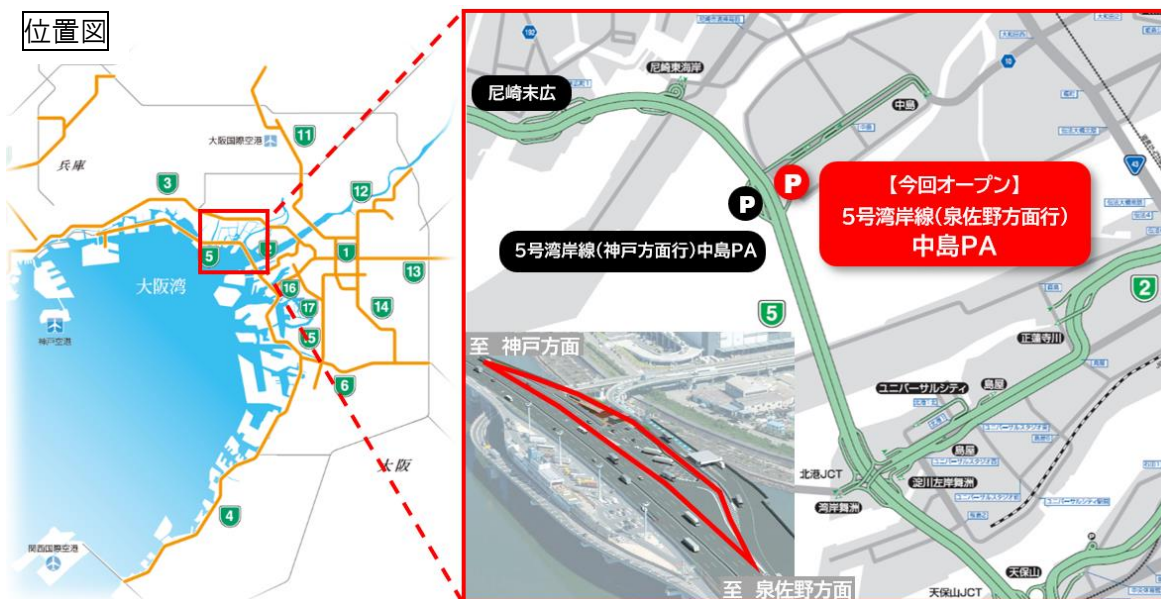 位置図
兵庫
大阪国際空港
11
3
12
2
1
5
13
大阪湾
16
17
14
神戸空港
5
6
大阪
4
関西国際空港
192
尼崎東海岸
尼崎末広
中島
中島
10
43
P
P
【今回オープン】
5号湾岸線(泉佐野方面行)
中島PA
5号湾岸線(神戸方面行)中島PA
5
2
正蓮寺川
至 神戸方面
ユニバーサルシティ
島屋
島屋
北港JCT
淀川左岸舞洲
湾岸舞洲
天保山
天保山JCT
至 泉佐野方面